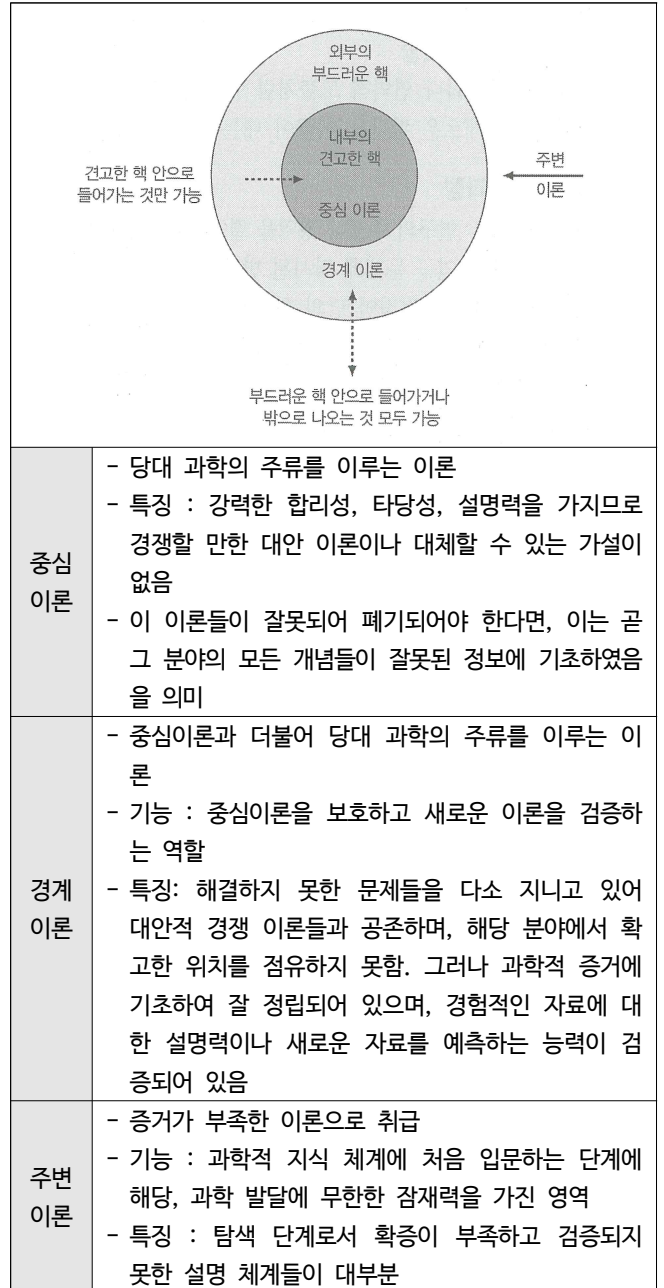 외부의
부드러운 핵
내부의
견고한 핵
견고한 핵 안으로
들어가는 것만 가능
주변
이론
중심 이론
경계 이론
부드러운 핵 안으로 들어가거나
밖으로 나오는 것 모두 가능
중심
이론
- 당대 과학의 주류를 이루는 이론
- 특징 : 강력한 합리성, 타당성, 설명력을 가지므로
경쟁할 만한 대안 이론이나 대체할 수 있는 가설이
없음
- 이 이론들이 잘못되어 폐기되어야 한다면, 이는 곧
그 분야의 모든 개념들이 잘못된 정보에 기초하였음
을 의미
경계
이론
- 중심이론과 더불어 당대 과학의 주류를 이루는 이
론
- 기능 : 중심이론을 보호하고 새로운 이론을 검증하
는 역할
- 특징: 해결하지 못한 문제들을 다소 지니고 있어
대안적 경쟁 이론들과 공존하며, 해당 분야에서 확
고한 위치를 점유하지 못함. 그러나 과학적 증거에
기초하여 잘 정립되어 있으며, 경험적인 자료에 대
한 설명력이나 새로운 자료를 예측하는 능력이 검
증되어 있음
주변
이론
- 증거가 부족한 이론으로 취급
- 기능 : 과학적 지식 체계에 처음 입문하는 단계에
해당, 과학 발달에 무한한 잠재력을 가진 영역
- 특징 : 탐색 단계로서 확증이 부족하고 검증되지
못한 설명 체계들이 대부분